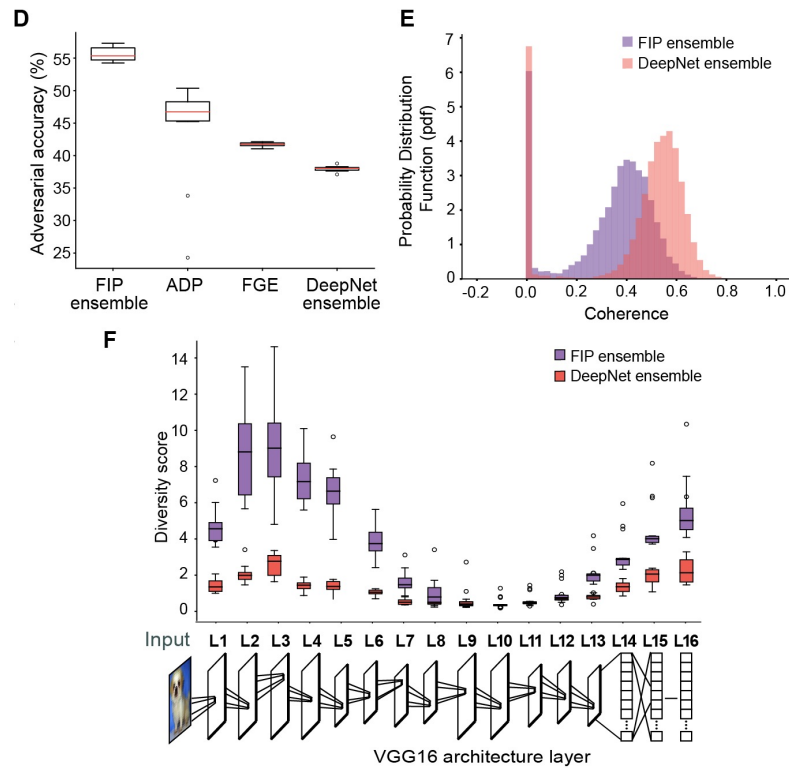 D
Adversarial accuracy (%)
55
50
45
40
35
30
25
FIP
ensemble
ADP
FGE
DeepNet
ensemble
E
Probability Distribution
Function (pdf)
7
6
5
4
3
2
1
0
-0.2
0.0
0.2
0.4
0.6
0.8
1.0
Coherence
FIP ensemble
DeepNet ensemble
F
Diversity score
14
12
10
8
6
4
2
0
FIP ensemble
DeepNet ensemble
Input L1 L2 L3 L4 L5 L6 L7 L8 L9 L10 L11 L12 L13 L14 L15 L16
VGG16 architecture layer